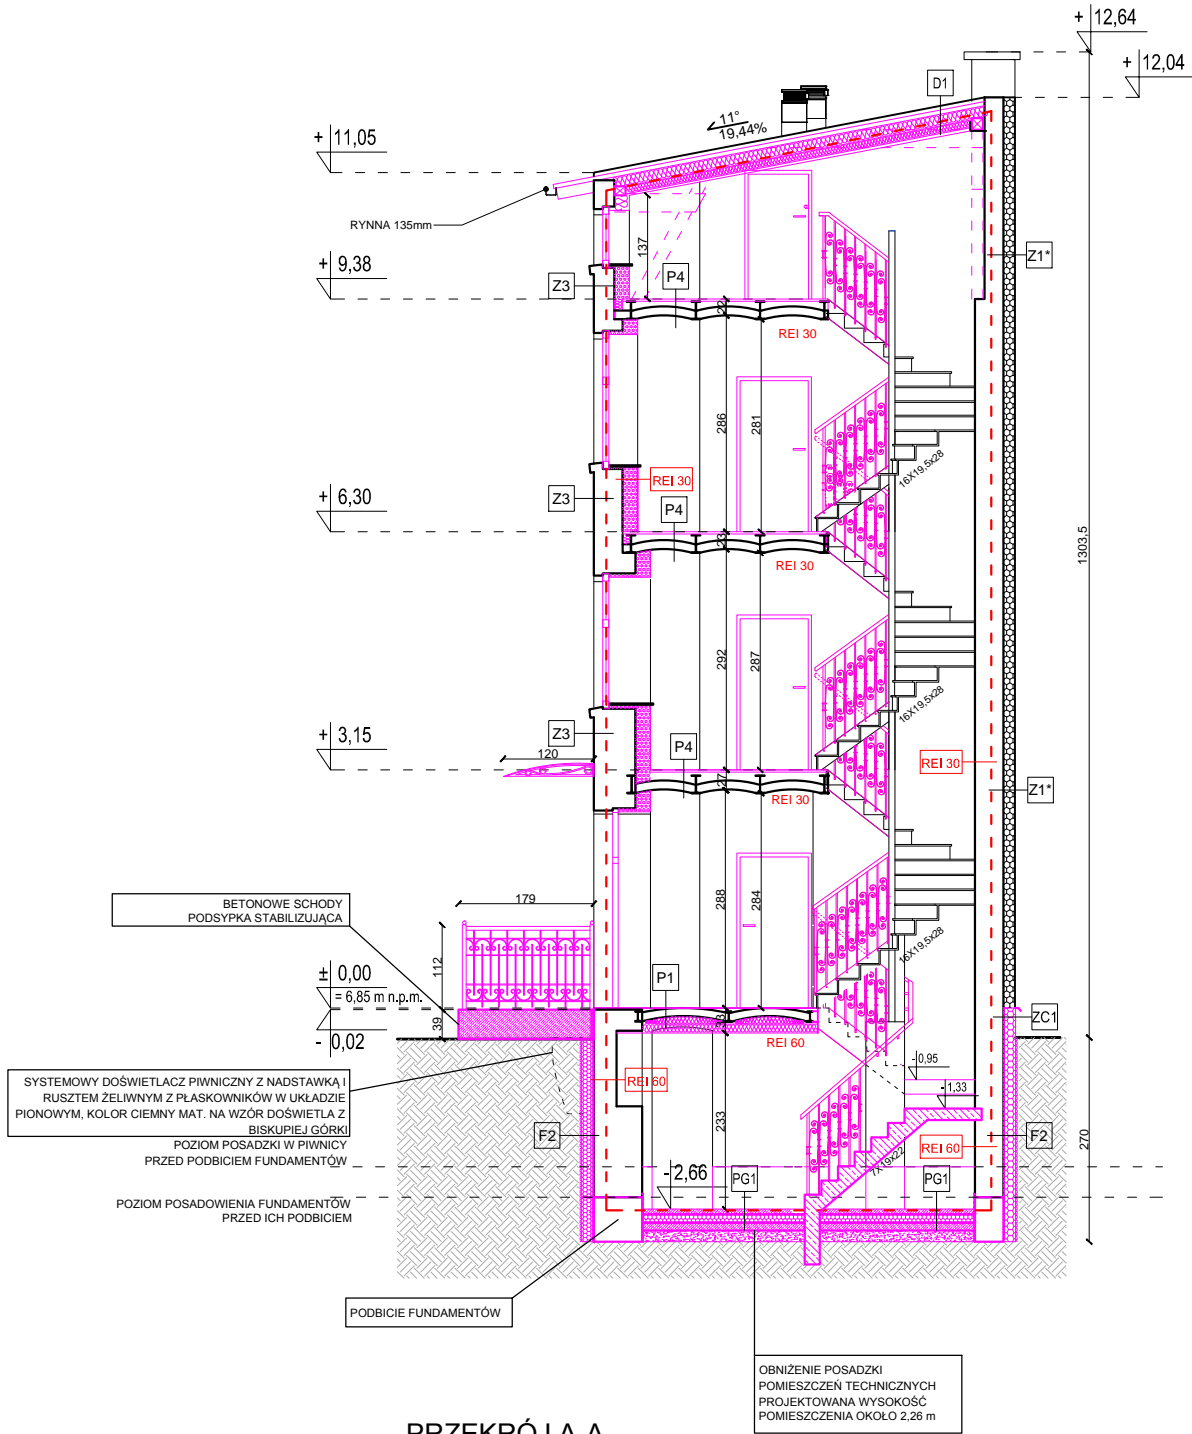 + 12,64
+ 12,04
D1
11°
19,44%
+ 11,05
RYNNA 135mm
137
Z1*
+ 9,38
Z3
P4
22
REI 30
286
281
16X19,5x28
REI 30
Z3
+ 6,30
P4
23
REI 30
1303,5
292
287
16X19,5x28
Z3
+ 3,15
120
P4
REI 30
27
REI 30
Z1*
BETONOWE SCHODY
PODSYPKA STABILIZUJĄCA
179
288
284
16X19,5x28
112
± 0,00
= 6,85 m n.p.m.
P1
39
- 0,02
33
REI 60
ZC1
- 0,95
- 1,33
SYSTEMOWY DOŚWIETLACZ PIWNICZNY Z NADSTAWKĄ I
RUSZTEM ŻELIWNYM Z PŁASKOWNIKÓW W UKŁADZIE
PIONOWYM, KOLOR CIEMNY MAT. NA WZÓR DOŚWIETLA Z
BISKUPIEJ GÓRKI
REI 60
233
F2
REI 60
F2
270
POZIOM POSADZKI W PIWNICY
PRZED PODBICIEM FUNDAMENTÓW
7X19x22
- 2,66
PG1
PG1
POZIOM POSADOWIENIA FUNDAMENTÓW
PRZED ICH PODBICIEM
PODBICIE FUNDAMENTÓW
OBNIŻENIE POSADZKI
POMIESZCZEŃ TECHNICZNYCH
PROJEKTOWANA WYSOKOŚĆ
POMIESZCZENIA OKOŁO 2,26 m
PRZEKRÓJ A-A